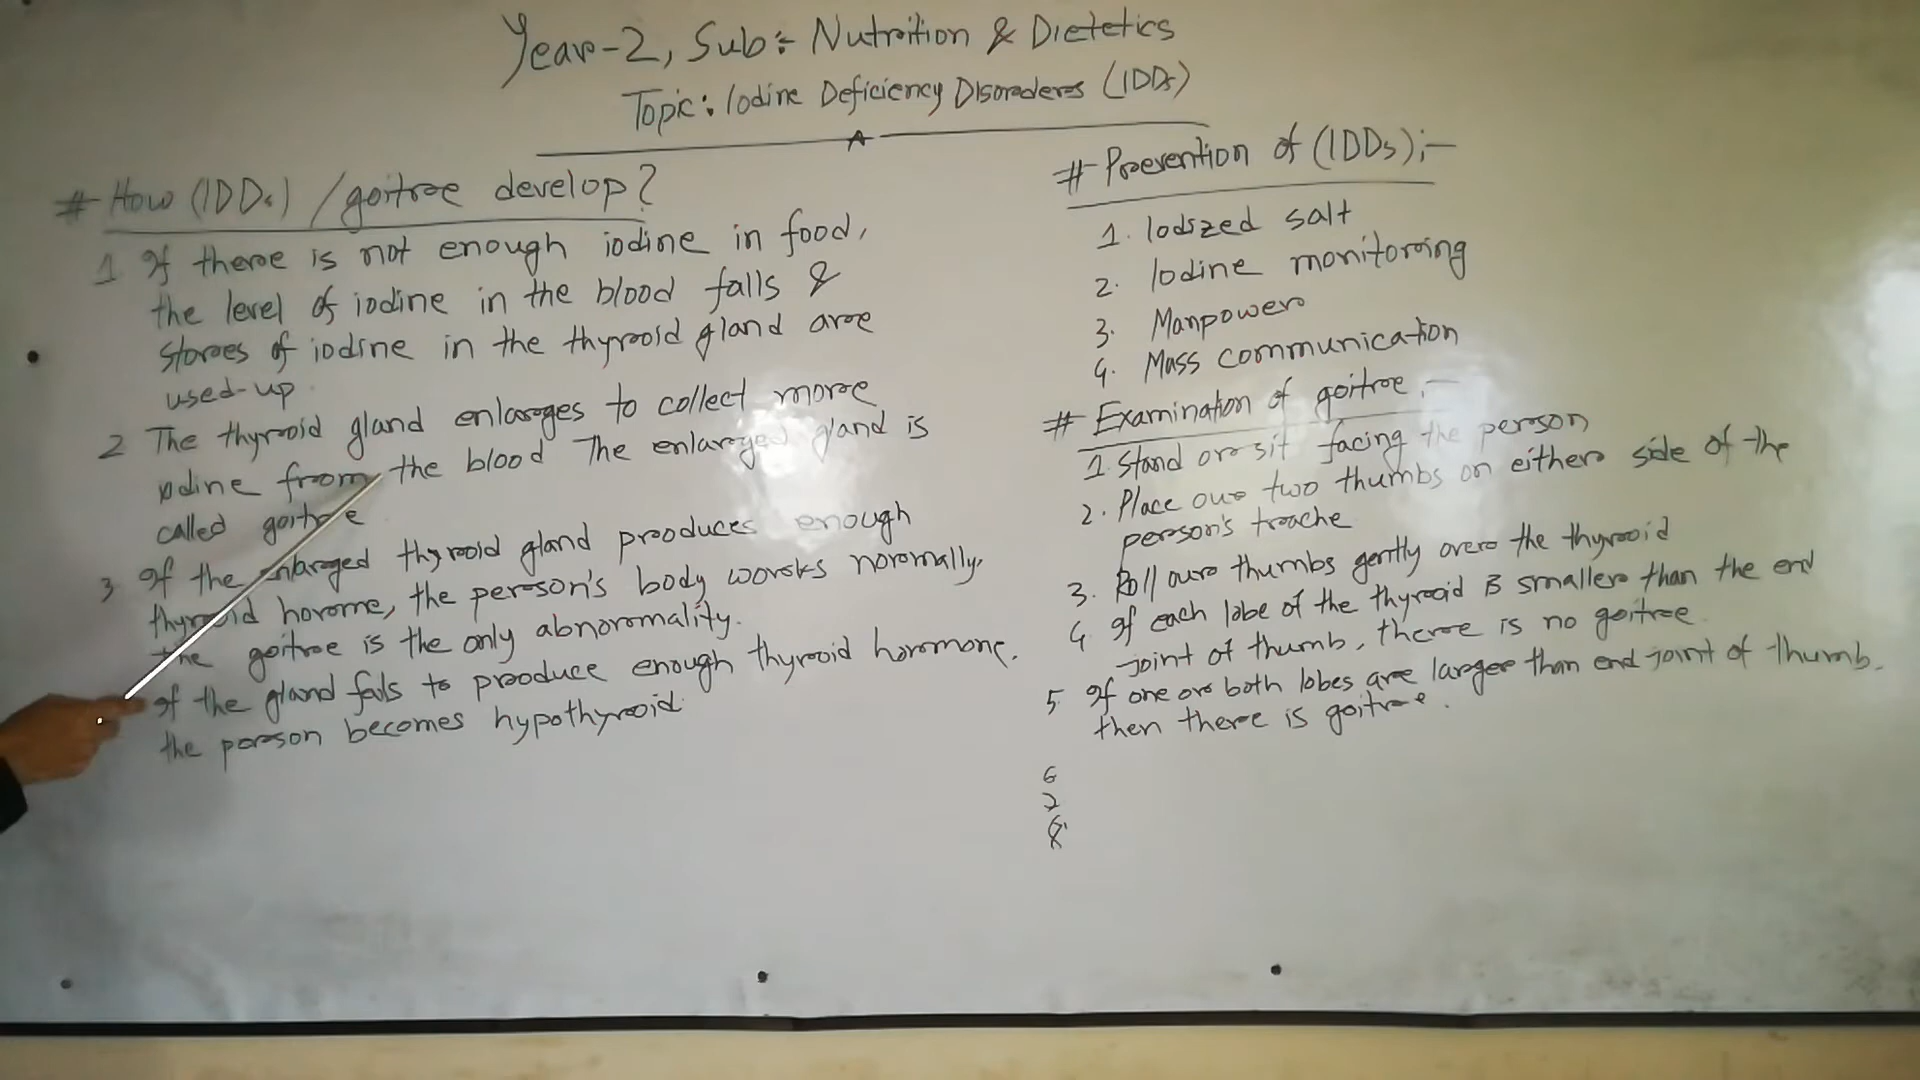 Year-2, Sub: Nutrition & Dietetics
Topic: Iodine Deficiency Disorders (IDDs)
# How (IDDs) / goitre develop?
1 If there is not enough iodine in food,
the level of iodine in the blood falls &
stores of iodine in the thyroid gland are
used-up.
2 The thyroid gland enlarges to collect more
iodine from the blood The enlarged gland is
called goitre
3 If the enlarged thyroid gland produces enough
thyroid horome, the person's body works normally.
the goitre is the only abnormality.
If the gland fails to produce enough thyroid hormone.
the person becomes hypothyroid.
# Prevention of (IDDs);-
1. Iodized salt
2. Iodine monitoring
3. Manpower
4. Mass communication
# Examination of goitre :-
1. Stand or sit facing the person
2. Place our two thumbs on either side of the
person's trache
3. Roll our thumbs gently over the thyroid
4 If each lobe of the thyroid is smaller than the end
joint of thumb, there is no goitre.
5 If one or both lobes are larger than end joint of thumb.
then there is goitre.
6
7
8